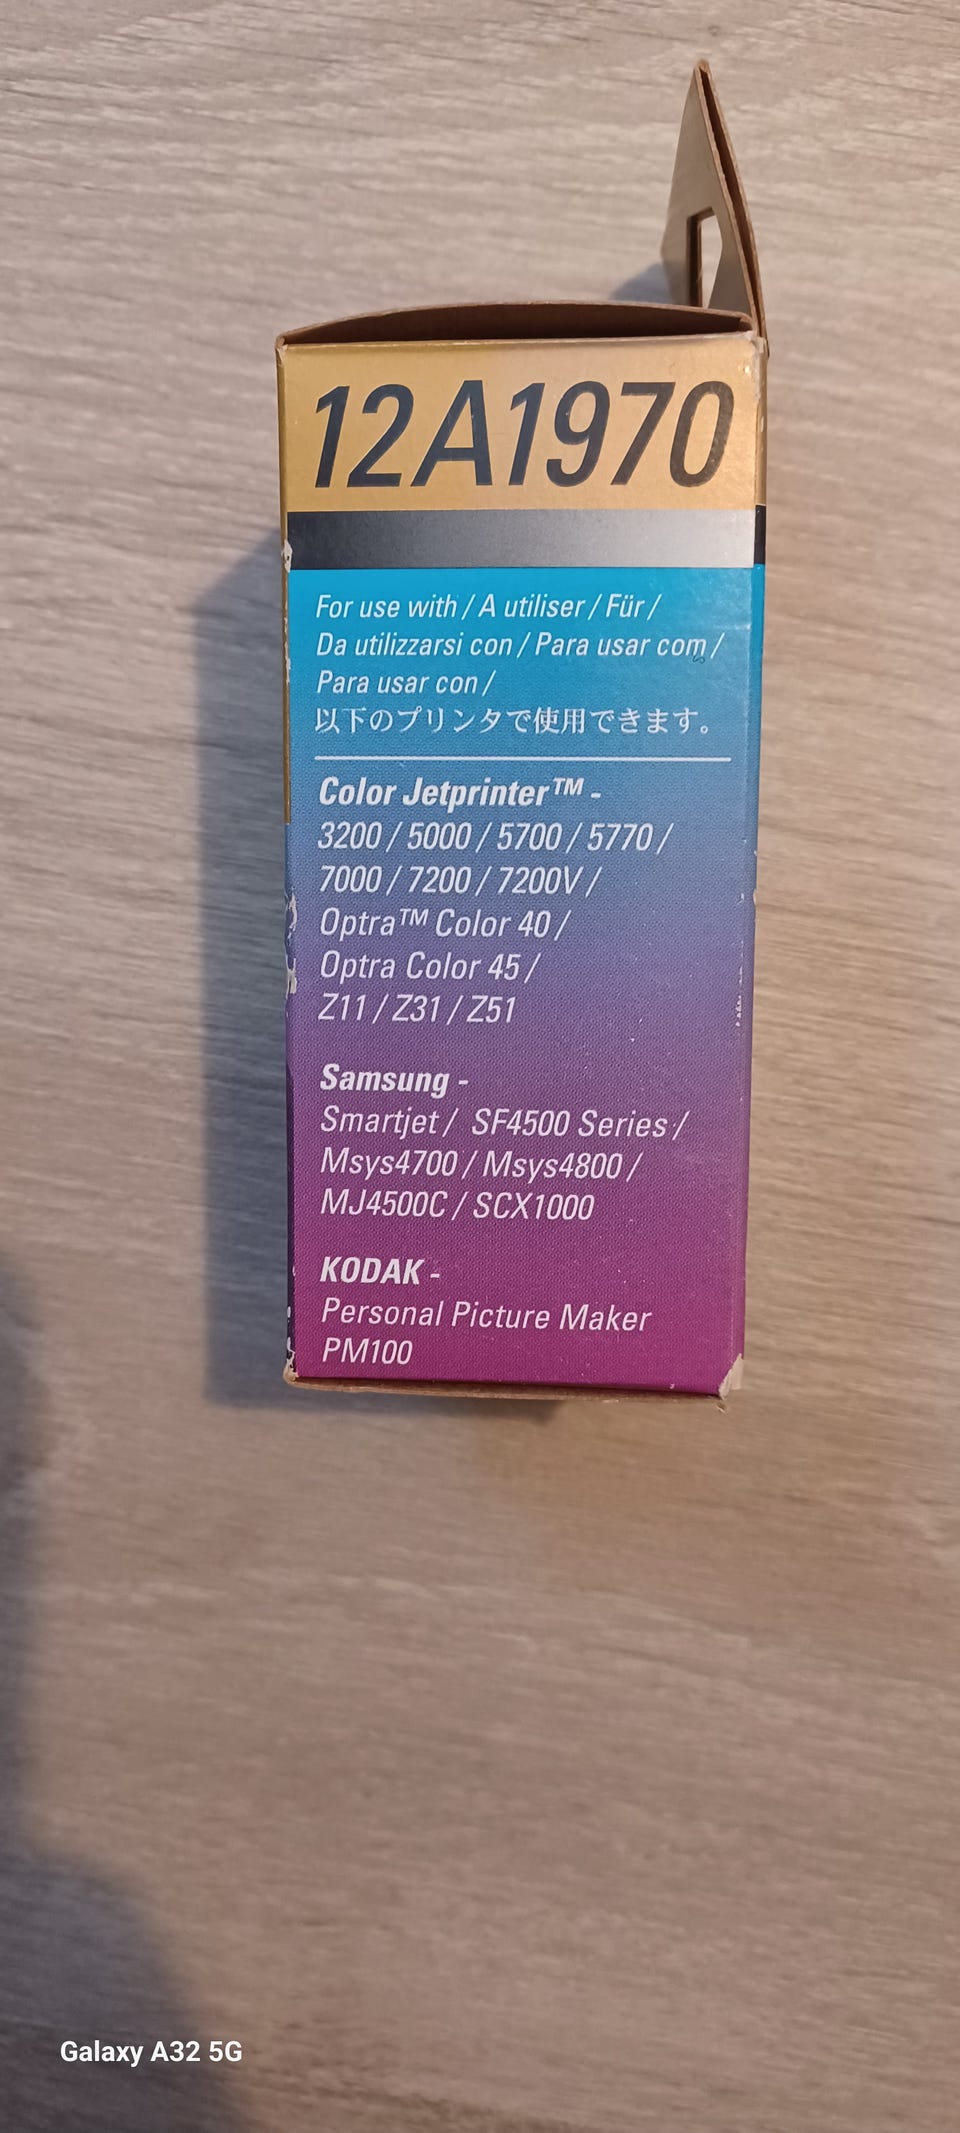 12A1970
For use with / A utiliser / Für /
Da utilizzarsi con / Para usar com /
Para usar con /
以下のプリンタで使用できます。
Color Jetprinter™ -
3200 / 5000 / 5700 / 5770 /
7000 / 7200 / 7200V /
Optra™ Color 40 /
Optra Color 45 /
Z11 / Z31 / Z51
Samsung -
Smartjet / SF4500 Series /
Msys4700 / Msys4800 /
MJ4500C / SCX1000
KODAK -
Personal Picture Maker
PM100
Galaxy A32 5G